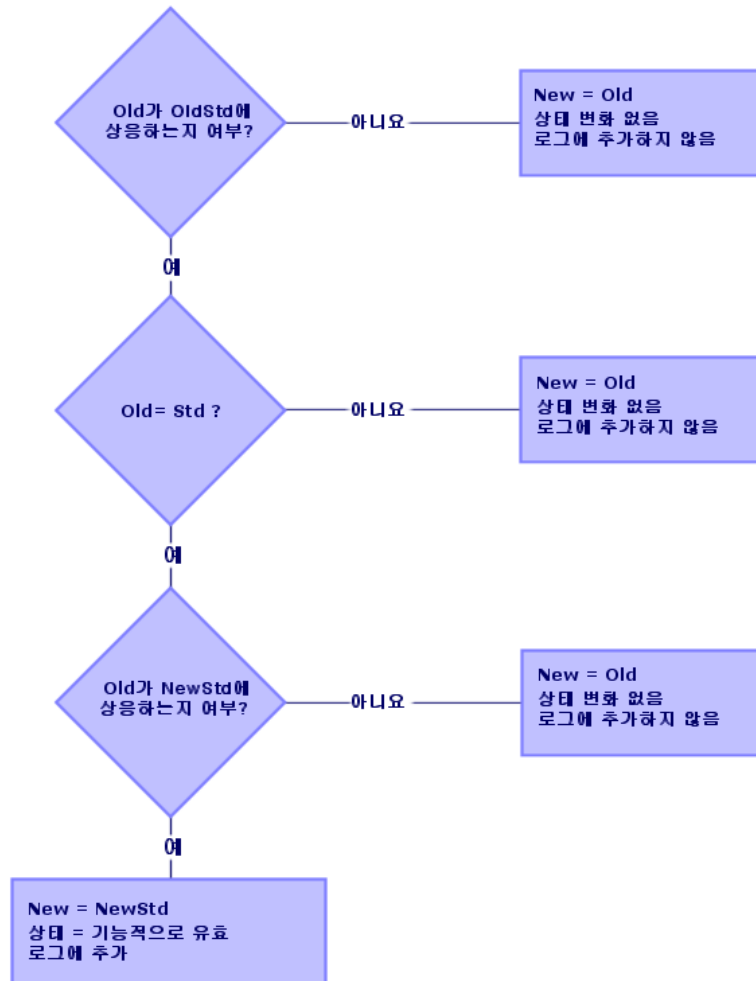 Old가 OldStd에
상응하는지 여부?
아니요
New = Old
상태 변화 없음
로그에 추가하지 않음
예
Old= Std ?
아니요
New = Old
상태 변화 없음
로그에 추가하지 않음
예
Old가 NewStd에
상응하는지 여부?
아니요
New = Old
상태 변화 없음
로그에 추가하지 않음
예
New = NewStd
상태 = 기능적으로 유효
로그에 추가